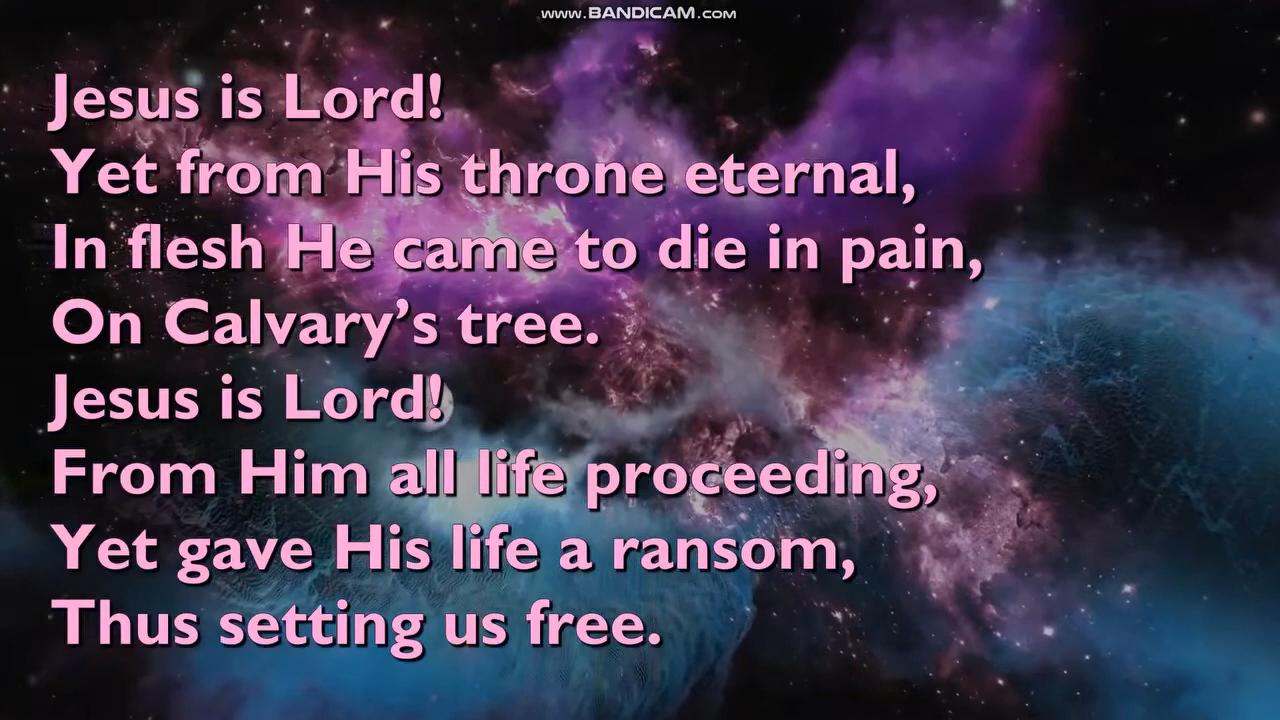 www.BANDICAM.com
Jesus is Lord!
Yet from His throne eternal,
In flesh He came to die in pain,
On Calvary’s tree.
Jesus is Lord!
From Him all life proceeding,
Yet gave His life a ransom,
Thus setting us free.